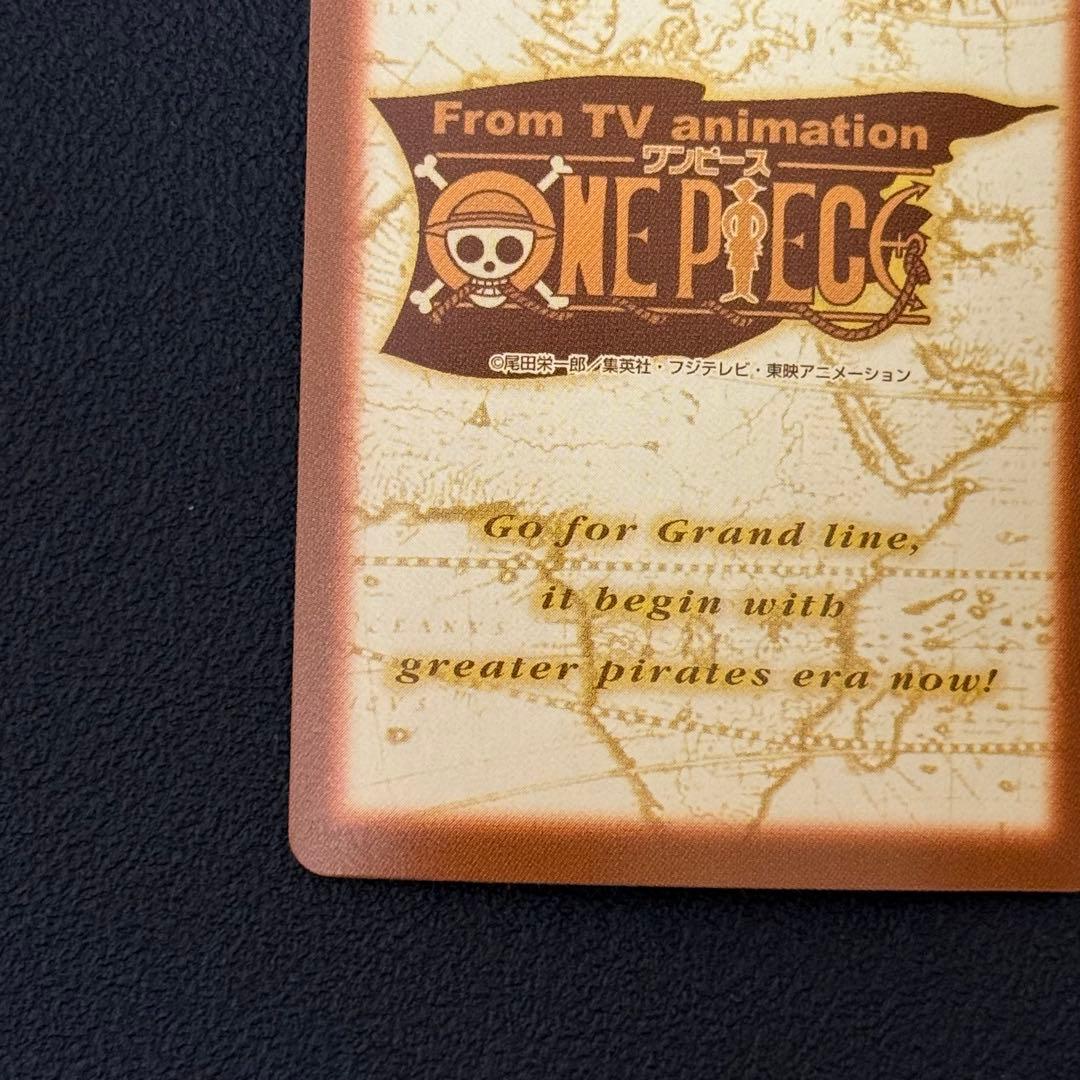 From TV animation
ワンピース
ONE PIECE
©尾田栄一郎／集英社・フジテレビ・東映アニメーション
Go for Grand line,
it begin with
greater pirates era now!